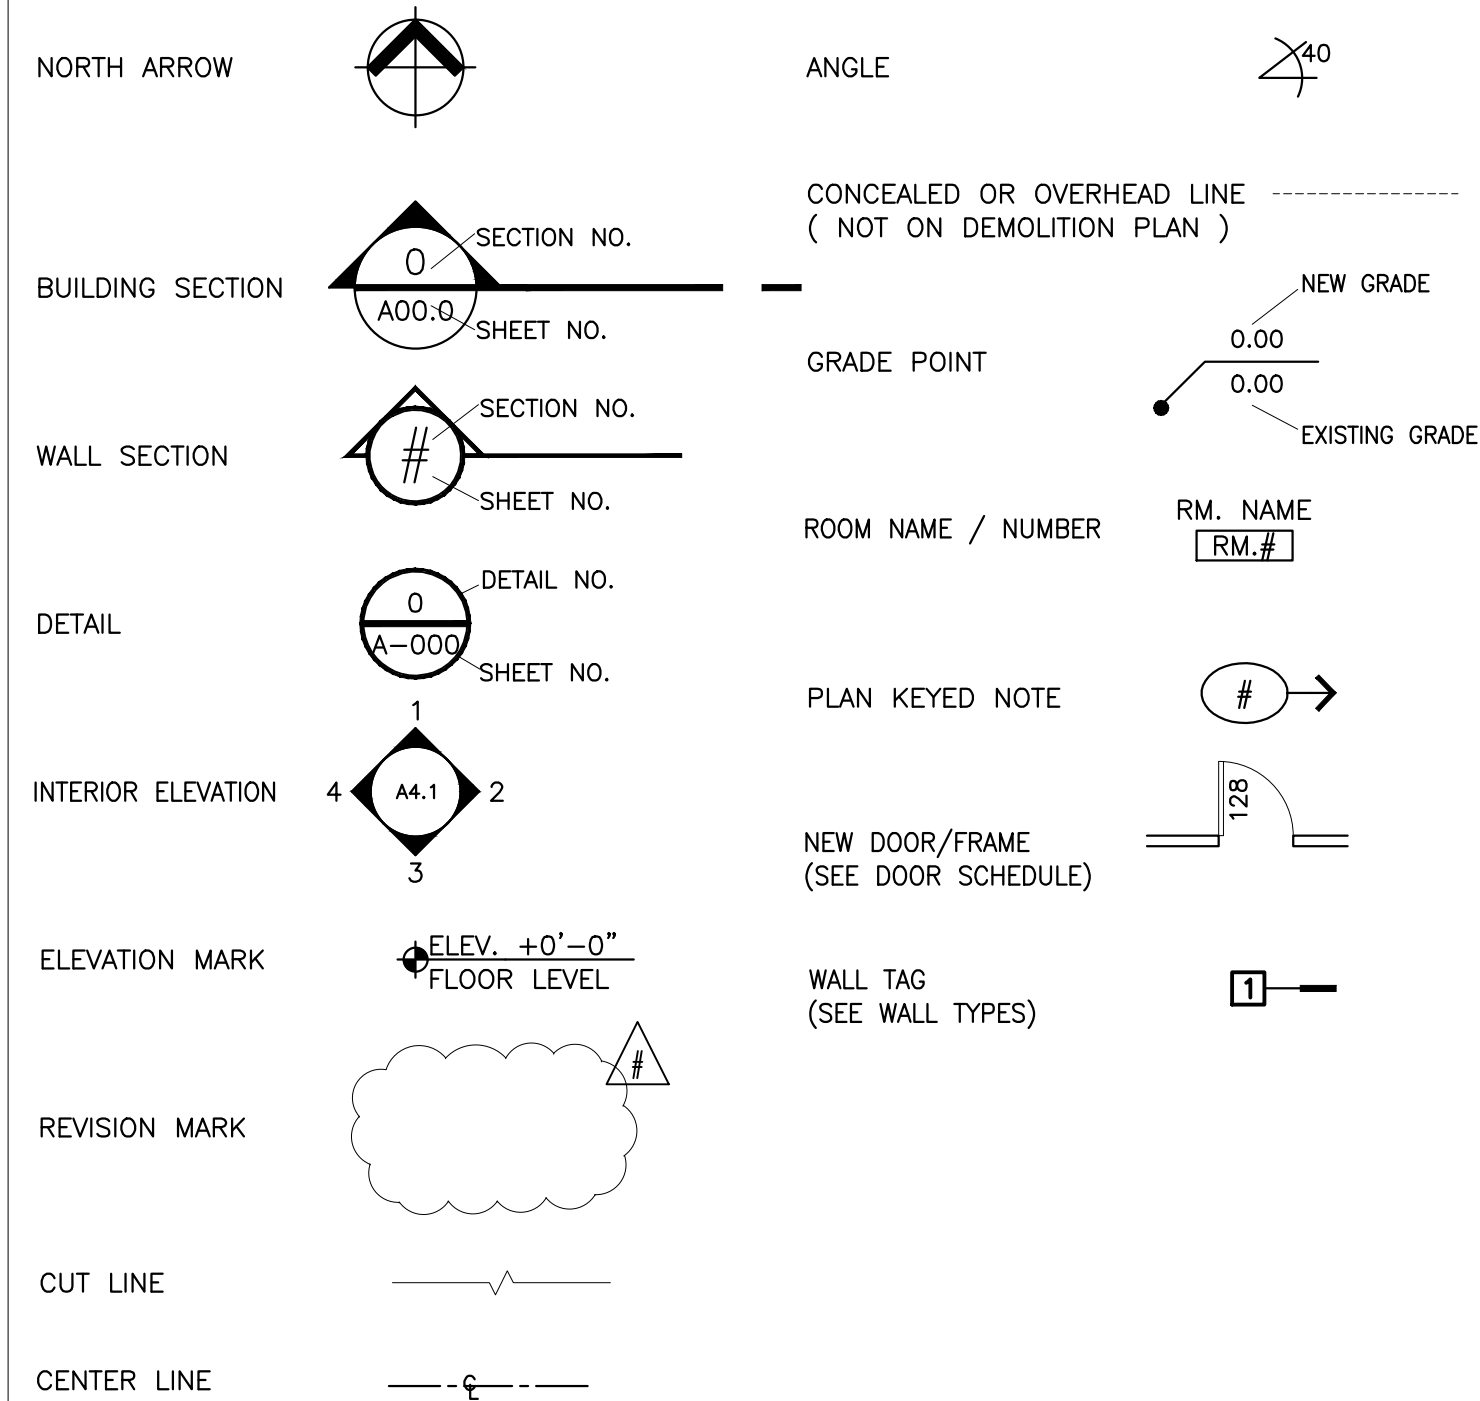 NORTH ARROW
BUILDING SECTION
0
A00.0
SECTION NO.
SHEET NO.
WALL SECTION
#
SECTION NO.
SHEET NO.
DETAIL
0
A-000
DETAIL NO.
SHEET NO.
INTERIOR ELEVATION
1
4
A4.1
2
3
ELEVATION MARK
ELEV. +0'-0"
FLOOR LEVEL
REVISION MARK
#
CUT LINE
CENTER LINE
℄
ANGLE
40
CONCEALED OR OVERHEAD LINE
( NOT ON DEMOLITION PLAN )
GRADE POINT
NEW GRADE
0.00
0.00
EXISTING GRADE
ROOM NAME / NUMBER
RM. NAME
RM.#
PLAN KEYED NOTE
#
NEW DOOR/FRAME
(SEE DOOR SCHEDULE)
128
WALL TAG
(SEE WALL TYPES)
1